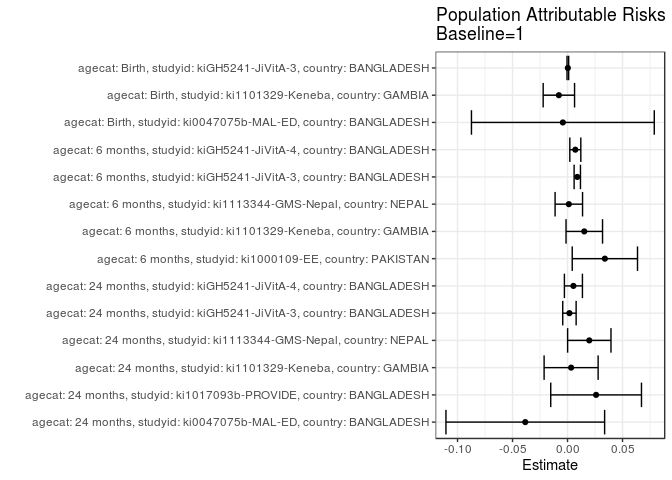 Population Attributable Risks
Baseline=1
agecat: Birth, studyid: kiGH5241-JiVitA-3, country: BANGLADESH
agecat: Birth, studyid: ki1101329-Keneba, country: GAMBIA
agecat: Birth, studyid: ki0047075b-MAL-ED, country: BANGLADESH
agecat: 6 months, studyid: kiGH5241-JiVitA-4, country: BANGLADESH
agecat: 6 months, studyid: kiGH5241-JiVitA-3, country: BANGLADESH
agecat: 6 months, studyid: ki1113344-GMS-Nepal, country: NEPAL
agecat: 6 months, studyid: ki1101329-Keneba, country: GAMBIA
agecat: 6 months, studyid: ki1000109-EE, country: PAKISTAN
agecat: 24 months, studyid: kiGH5241-JiVitA-4, country: BANGLADESH
agecat: 24 months, studyid: kiGH5241-JiVitA-3, country: BANGLADESH
agecat: 24 months, studyid: ki1113344-GMS-Nepal, country: NEPAL
agecat: 24 months, studyid: ki1101329-Keneba, country: GAMBIA
agecat: 24 months, studyid: ki1017093b-PROVIDE, country: BANGLADESH
agecat: 24 months, studyid: ki0047075b-MAL-ED, country: BANGLADESH
-0.10 -0.05 0.00 0.05
Estimate